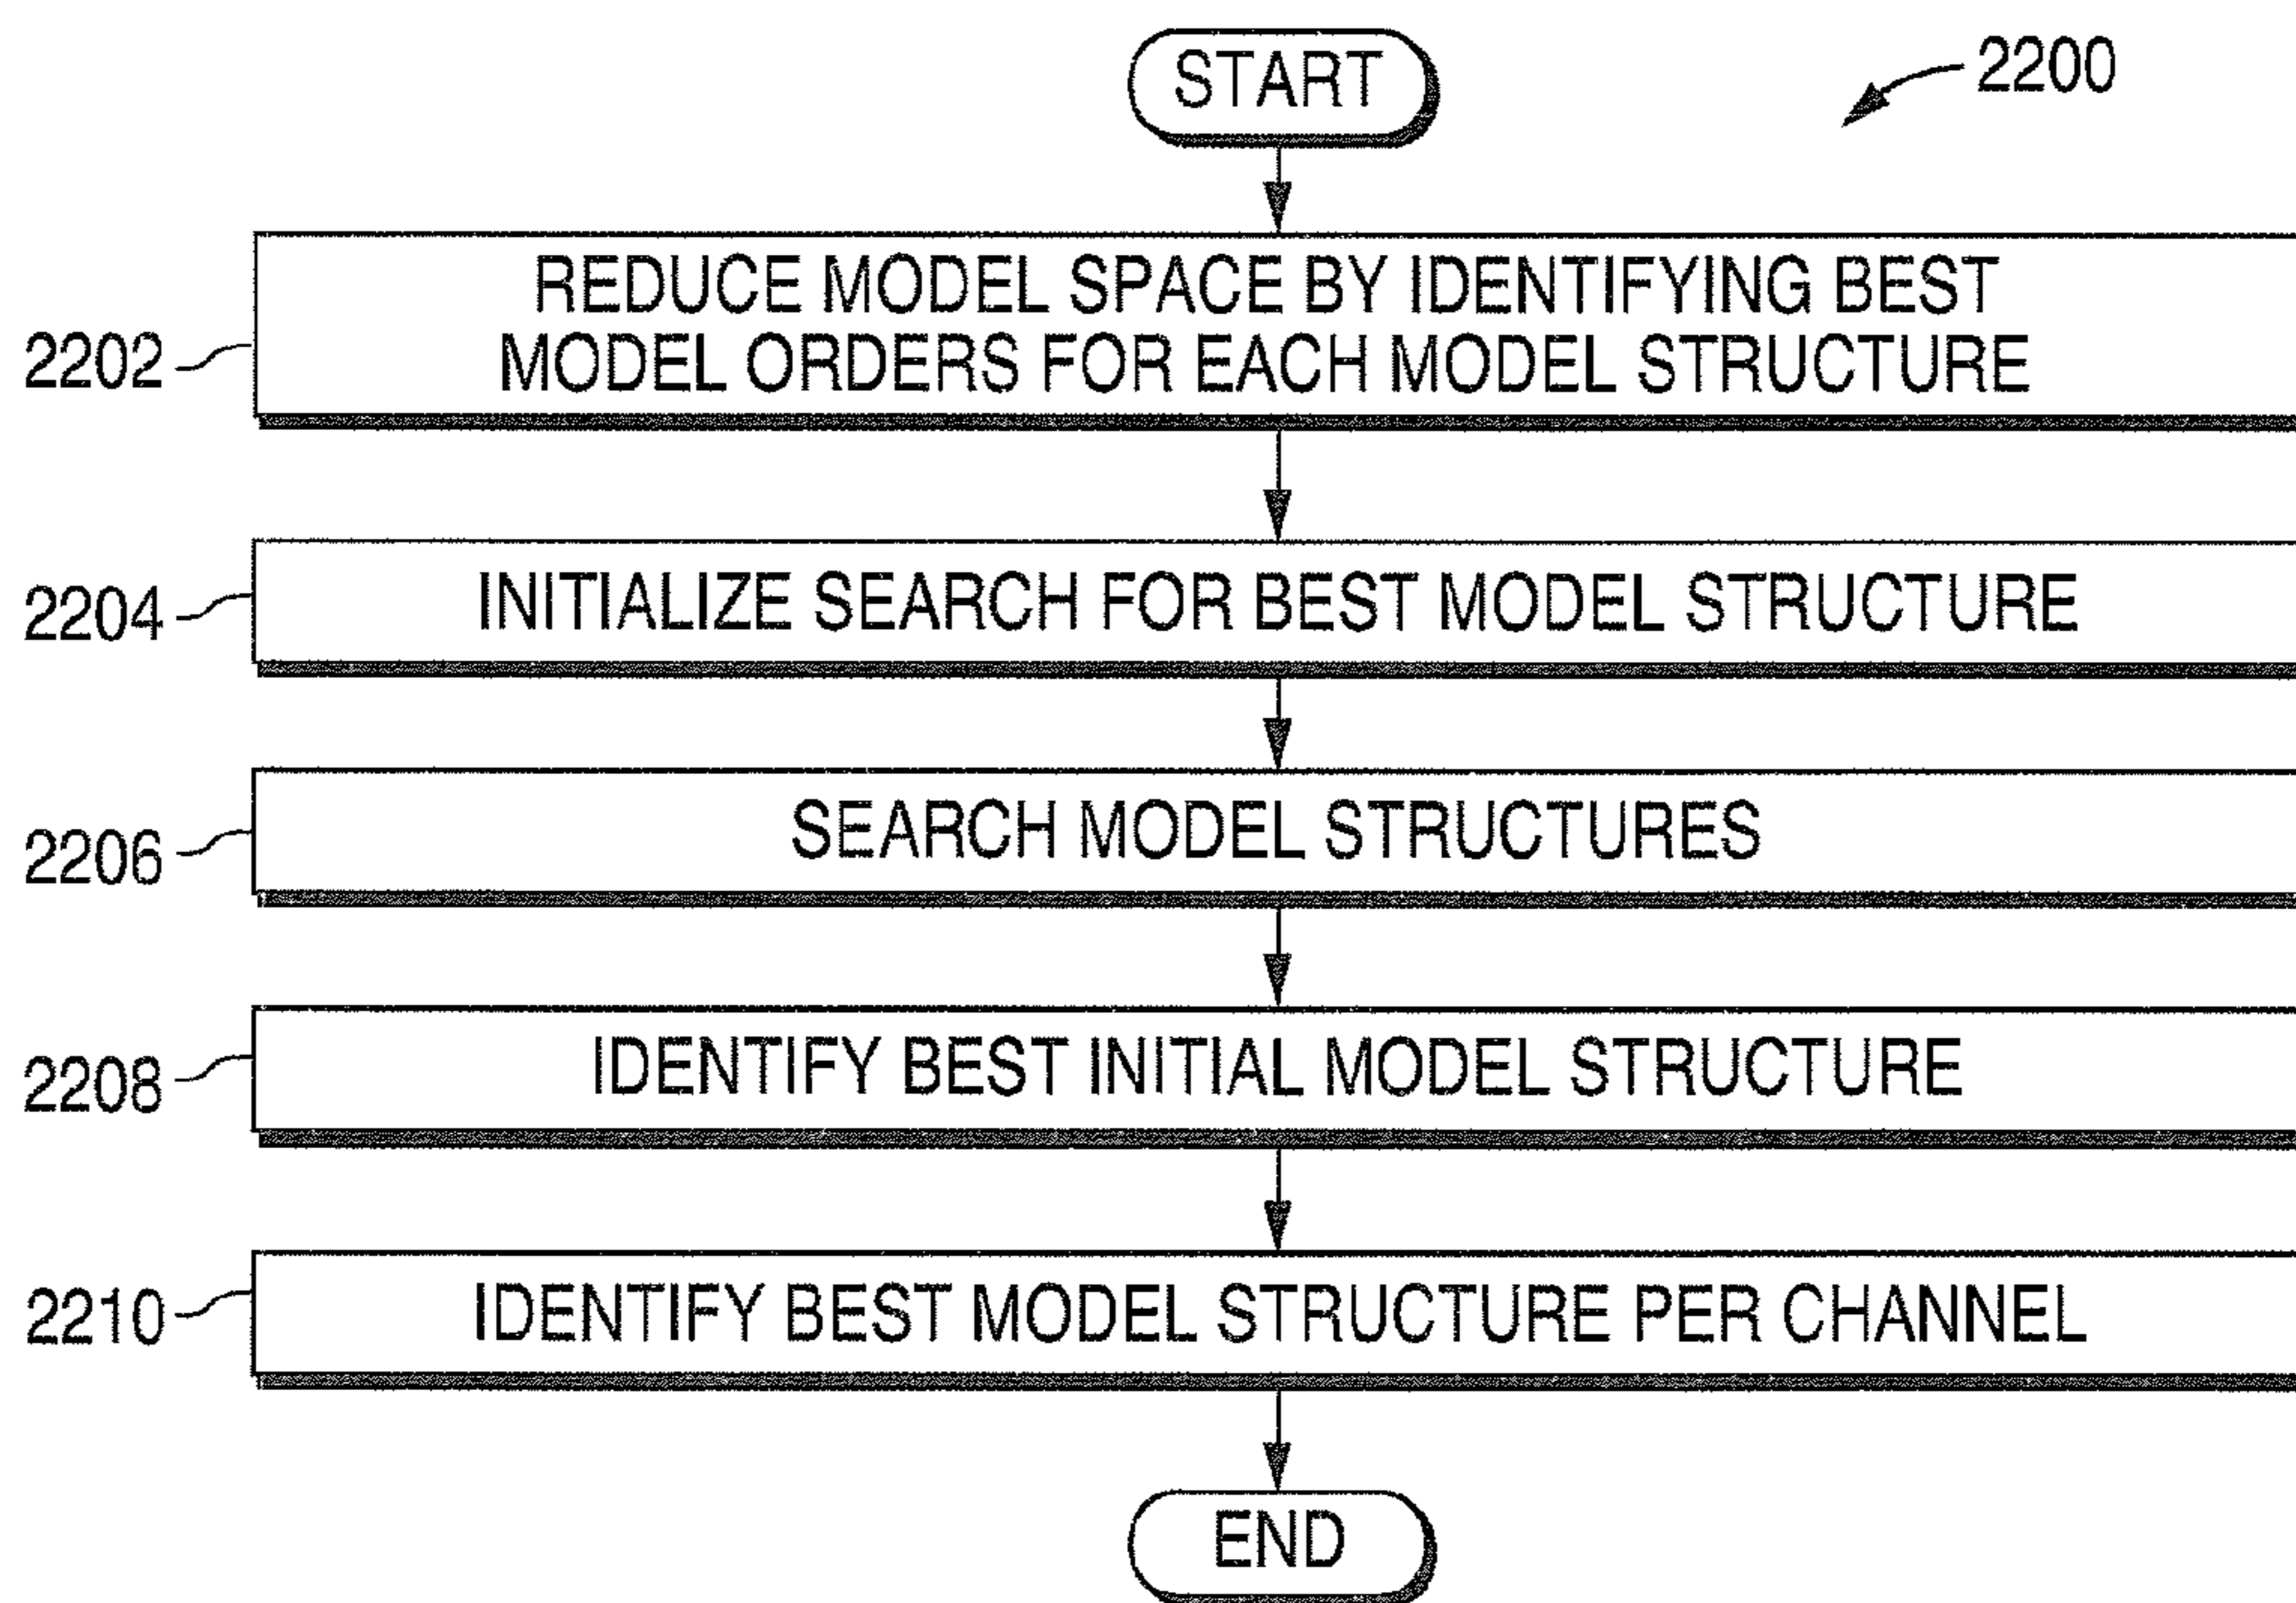 START
2200
REDUCE MODEL SPACE BY IDENTIFYING BEST
MODEL ORDERS FOR EACH MODEL STRUCTURE
2202
INITIALIZE SEARCH FOR BEST MODEL STRUCTURE
2204
SEARCH MODEL STRUCTURES
2206
IDENTIFY BEST INITIAL MODEL STRUCTURE
2208
IDENTIFY BEST MODEL STRUCTURE PER CHANNEL
2210
END